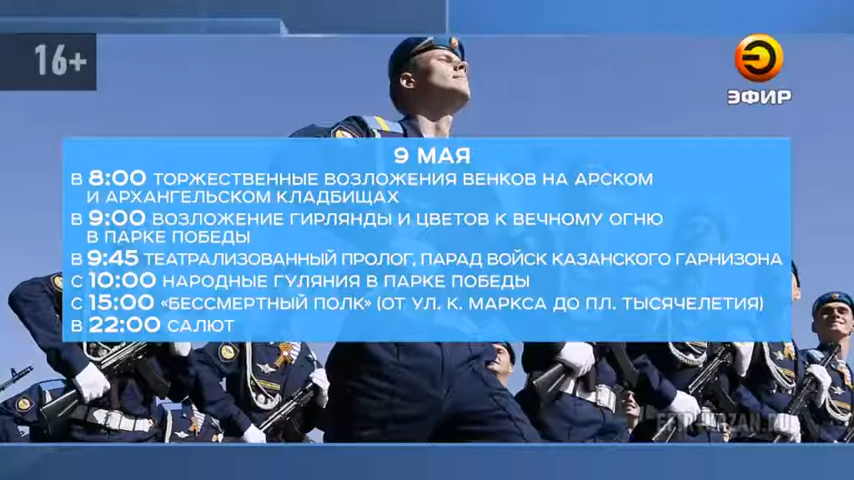 16+
ЭФИР
9 МАЯ
В 8:00 ТОРЖЕСТВЕННЫЕ ВОЗЛОЖЕНИЯ ВЕНКОВ НА АРСКОМ
И АРХАНГЕЛЬСКОМ КЛАДБИЩАХ
В 9:00 ВОЗЛОЖЕНИЕ ГИРЛЯНДЫ И ЦВЕТОВ К ВЕЧНОМУ ОГНЮ
В ПАРКЕ ПОБЕДЫ
В 9:45 ТЕАТРАЛИЗОВАННЫЙ ПРОЛОГ, ПАРАД ВОЙСК КАЗАНСКОГО ГАРНИЗОНА
С 10:00 НАРОДНЫЕ ГУЛЯНИЯ В ПАРКЕ ПОБЕДЫ
С 15:00 «БЕССМЕРТНЫЙ ПОЛК» (ОТ УЛ. К. МАРКСА ДО ПЛ. ТЫСЯЧЕЛЕТИЯ)
В 22:00 САЛЮТ